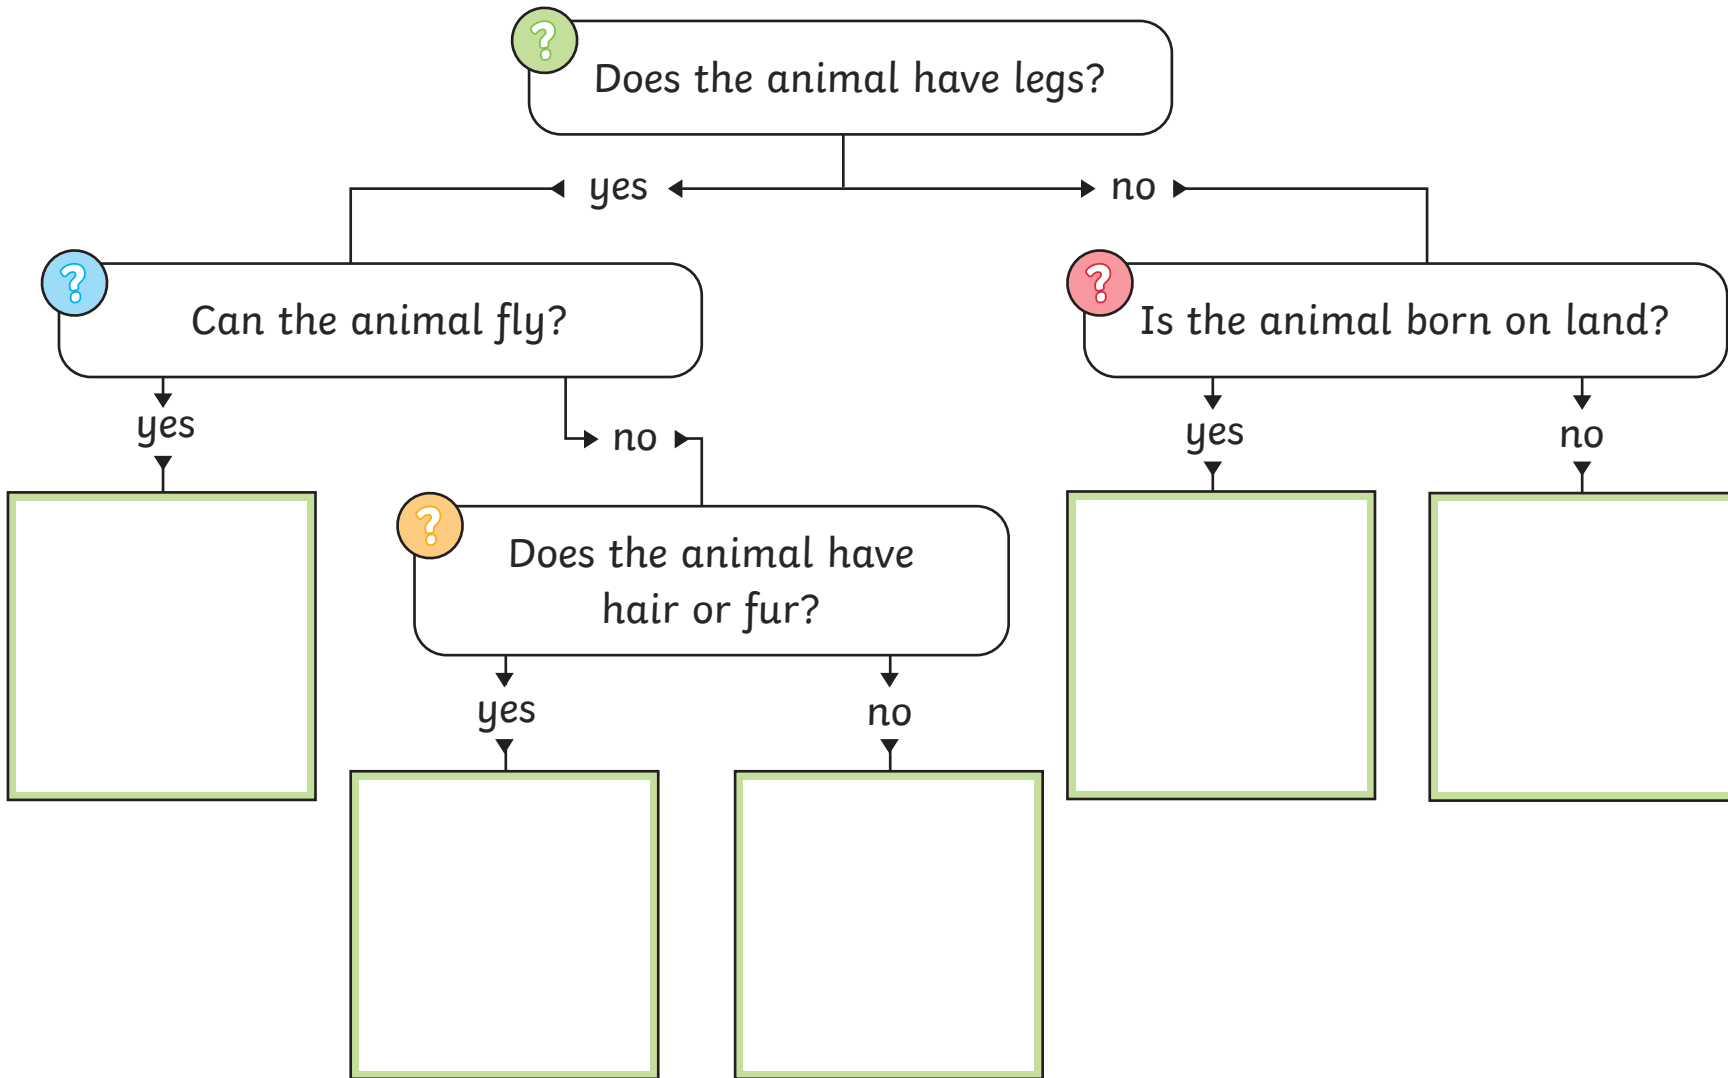 ?
Does the animal have legs?
yes
no
?
Can the animal fly?
?
Is the animal born on land?
yes
no
yes
no
?
Does the animal have
hair or fur?
yes
no